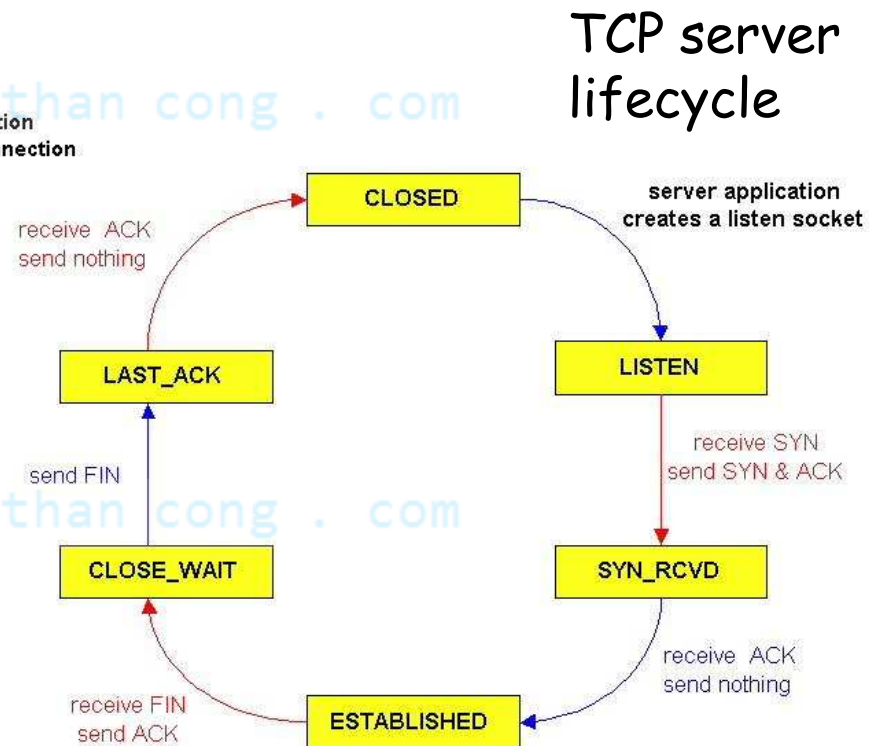 TCP server
lifecycle
than cong . com
nection
CLOSED
server application
creates a listen socket
receive ACK
send nothing
LAST_ACK
LISTEN
receive SYN
send SYN & ACK
send FIN
than cong . com
CLOSE_WAIT
SYN_RCVD
receive ACK
send nothing
receive FIN
send ACK
ESTABLISHED